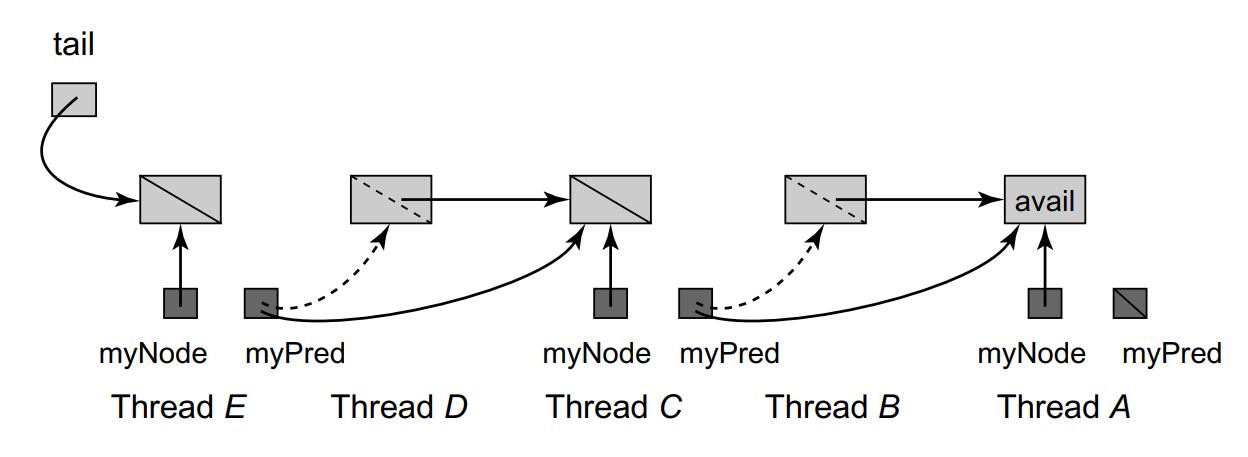 tail
avail
myNode myPred myNode myPred myNode myPred
Thread E Thread D Thread C Thread B Thread A